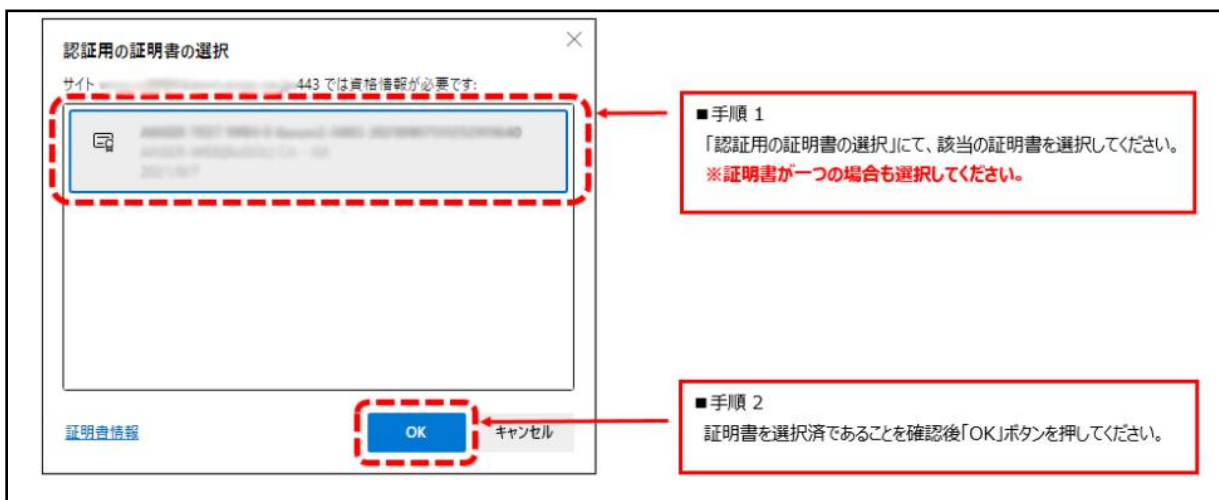 認証用の証明書の選択
サイト 443 では資格情報が必要です:
■手順 1
「認証用の証明書の選択」にて、該当の証明書を選択してください。
※証明書が一つの場合も選択してください。
証明書情報
OK
キャンセル
■手順 2
証明書を選択済であることを確認後「OK」ボタンを押してください。